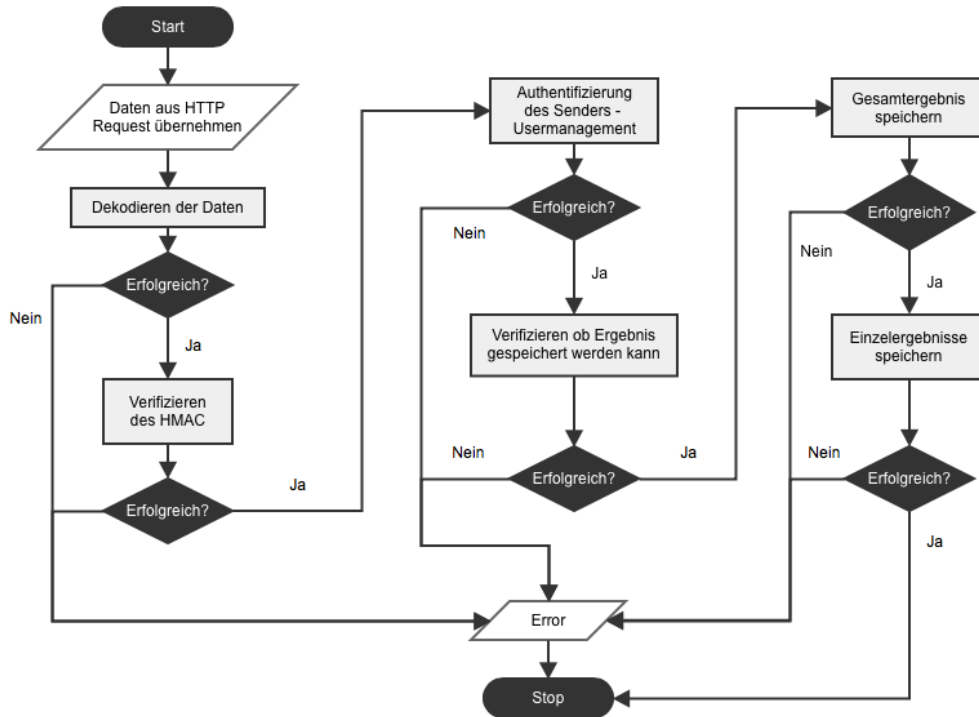 Start
Daten aus HTTP
Request übernehmen
Dekodieren der Daten
Erfolgreich?
Nein
Ja
Verifizieren
des HMAC
Erfolgreich?
Ja
Authentifizierung
des Senders -
Usermanagement
Erfolgreich?
Nein
Ja
Verifizieren ob Ergebnis
gespeichert werden kann
Nein
Erfolgreich?
Ja
Gesamtergebnis
speichern
Erfolgreich?
Nein
Ja
Einzelergebnisse
speichern
Nein
Erfolgreich?
Ja
Error
Stop